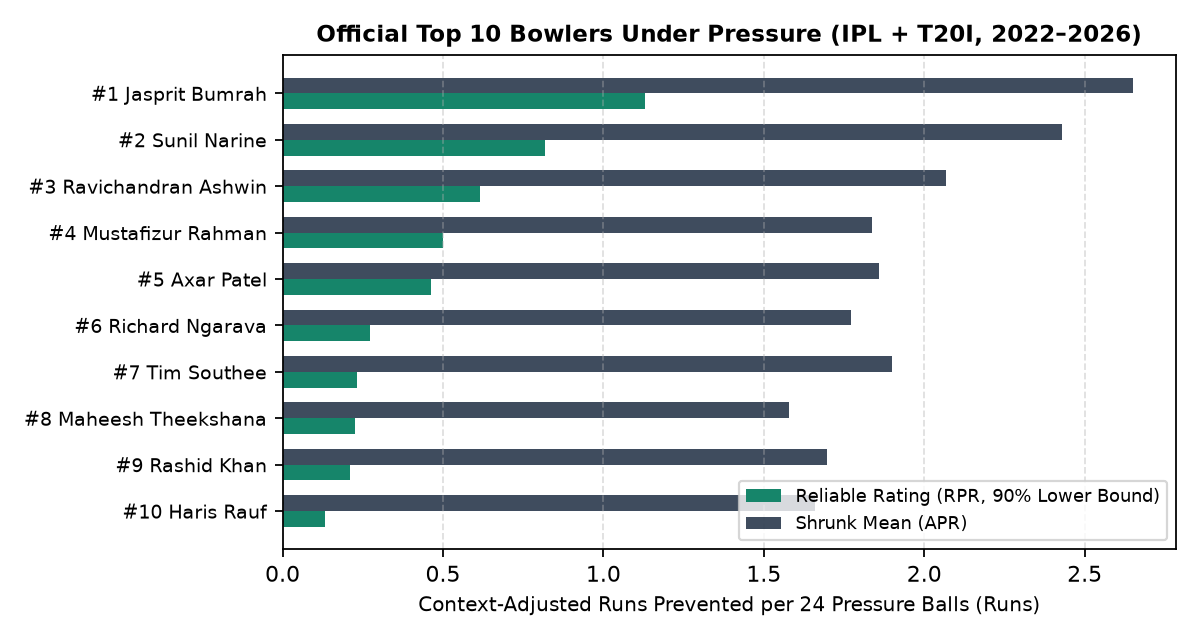 Official Top 10 Bowlers Under Pressure (IPL + T20I, 2022–2026)
#1 Jasprit Bumrah
#2 Sunil Narine
#3 Ravichandran Ashwin
#4 Mustafizur Rahman
#5 Axar Patel
#6 Richard Ngarava
#7 Tim Southee
#8 Maheesh Theekshana
#9 Rashid Khan
#10 Haris Rauf
Reliable Rating (RPR, 90% Lower Bound)
Shrunk Mean (APR)
0.0 0.5 1.0 1.5 2.0 2.5
Context-Adjusted Runs Prevented per 24 Pressure Balls (Runs)